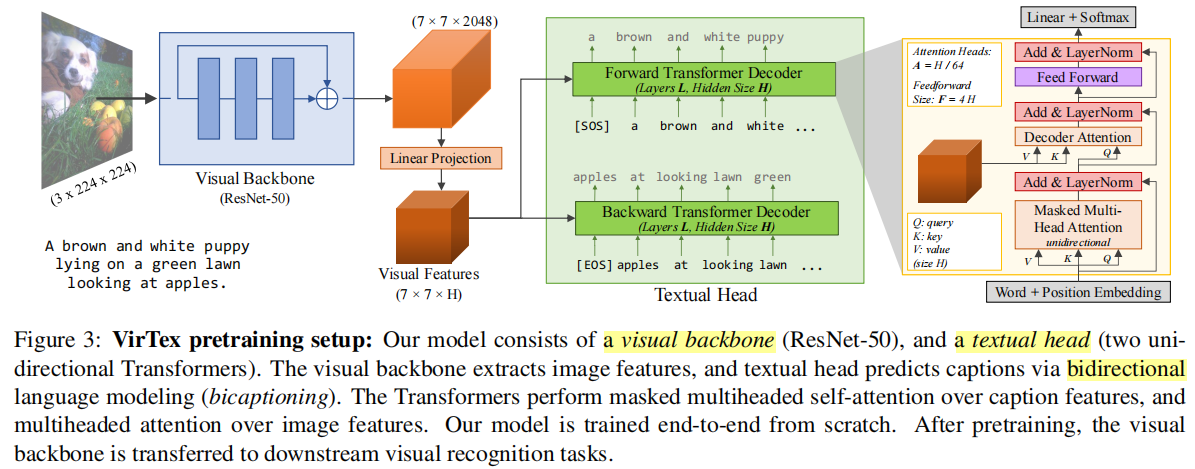 (3 x 224 x 224)
A brown and white puppy
lying on a green lawn
looking at apples.
Visual Backbone
(ResNet-50)
(7 × 7 × 2048)
Linear Projection
Visual Features
(7 × 7 × H)
a brown and white puppy
Forward Transformer Decoder
(Layers L, Hidden Size H)
[SOS] a brown and white ...
apples at looking lawn green
Backward Transformer Decoder
(Layers L, Hidden Size H)
[EOS] apples at looking lawn ...
Textual Head
Attention Heads:
A = H / 64
Feedforward
Size: F = 4 H
Q: query
K: key
V: value
(size H)
Linear + Softmax
Add & LayerNorm
Feed Forward
Add & LayerNorm
Decoder Attention
V K Q
Add & LayerNorm
Masked Multi-
Head Attention
unidirectional
V K Q
Word + Position Embedding
Figure 3: VirTex pretraining setup: Our model consists of a visual backbone (ResNet-50), and a textual head (two uni-
directional Transformers). The visual backbone extracts image features, and textual head predicts captions via bidirectional
language modeling (bicaptioning). The Transformers perform masked multiheaded self-attention over caption features, and
multiheaded attention over image features. Our model is trained end-to-end from scratch. After pretraining, the visual
backbone is transferred to downstream visual recognition tasks.